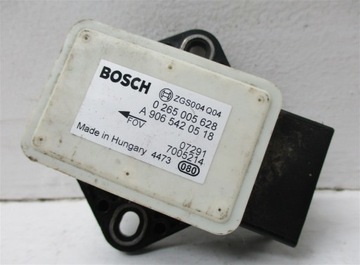 BOSCH ZGS004 Q04
0 265 005 628
A 906 542 05 18
FOV
07291
7005214
Made in Hungary 4473
080